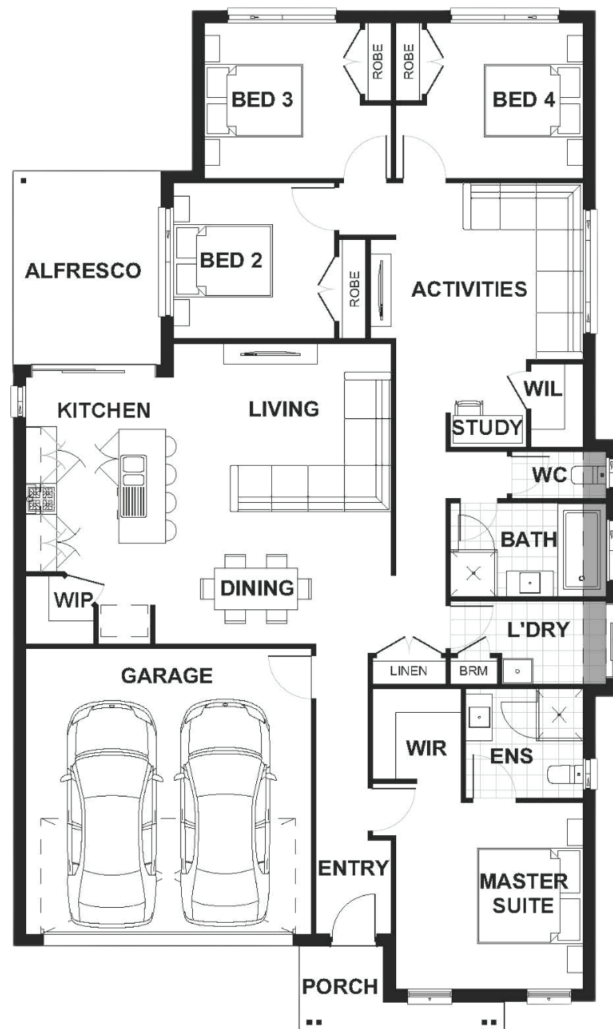 BED 3
ROBE
ROBE
BED 4
ALFRESCO
BED 2
ROBE
ACTIVITIES
KITCHEN
LIVING
WIL
STUDY
WC
BATH
WIP
DINING
L'DRY
LINEN
BRM
GARAGE
WIR
ENS
ENTRY
MASTER
SUITE
PORCH